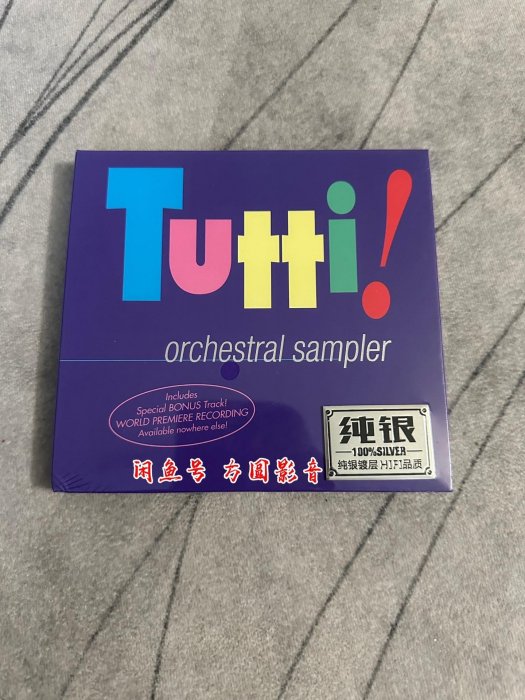 Tutti!
orchestral sampler
Includes
Special BONUS Track!
WORLD PREMIERE RECORDING
Available nowhere else!
纯银
100%SILVER
纯银镀层 HIFI品质
闲鱼号 方圆影音